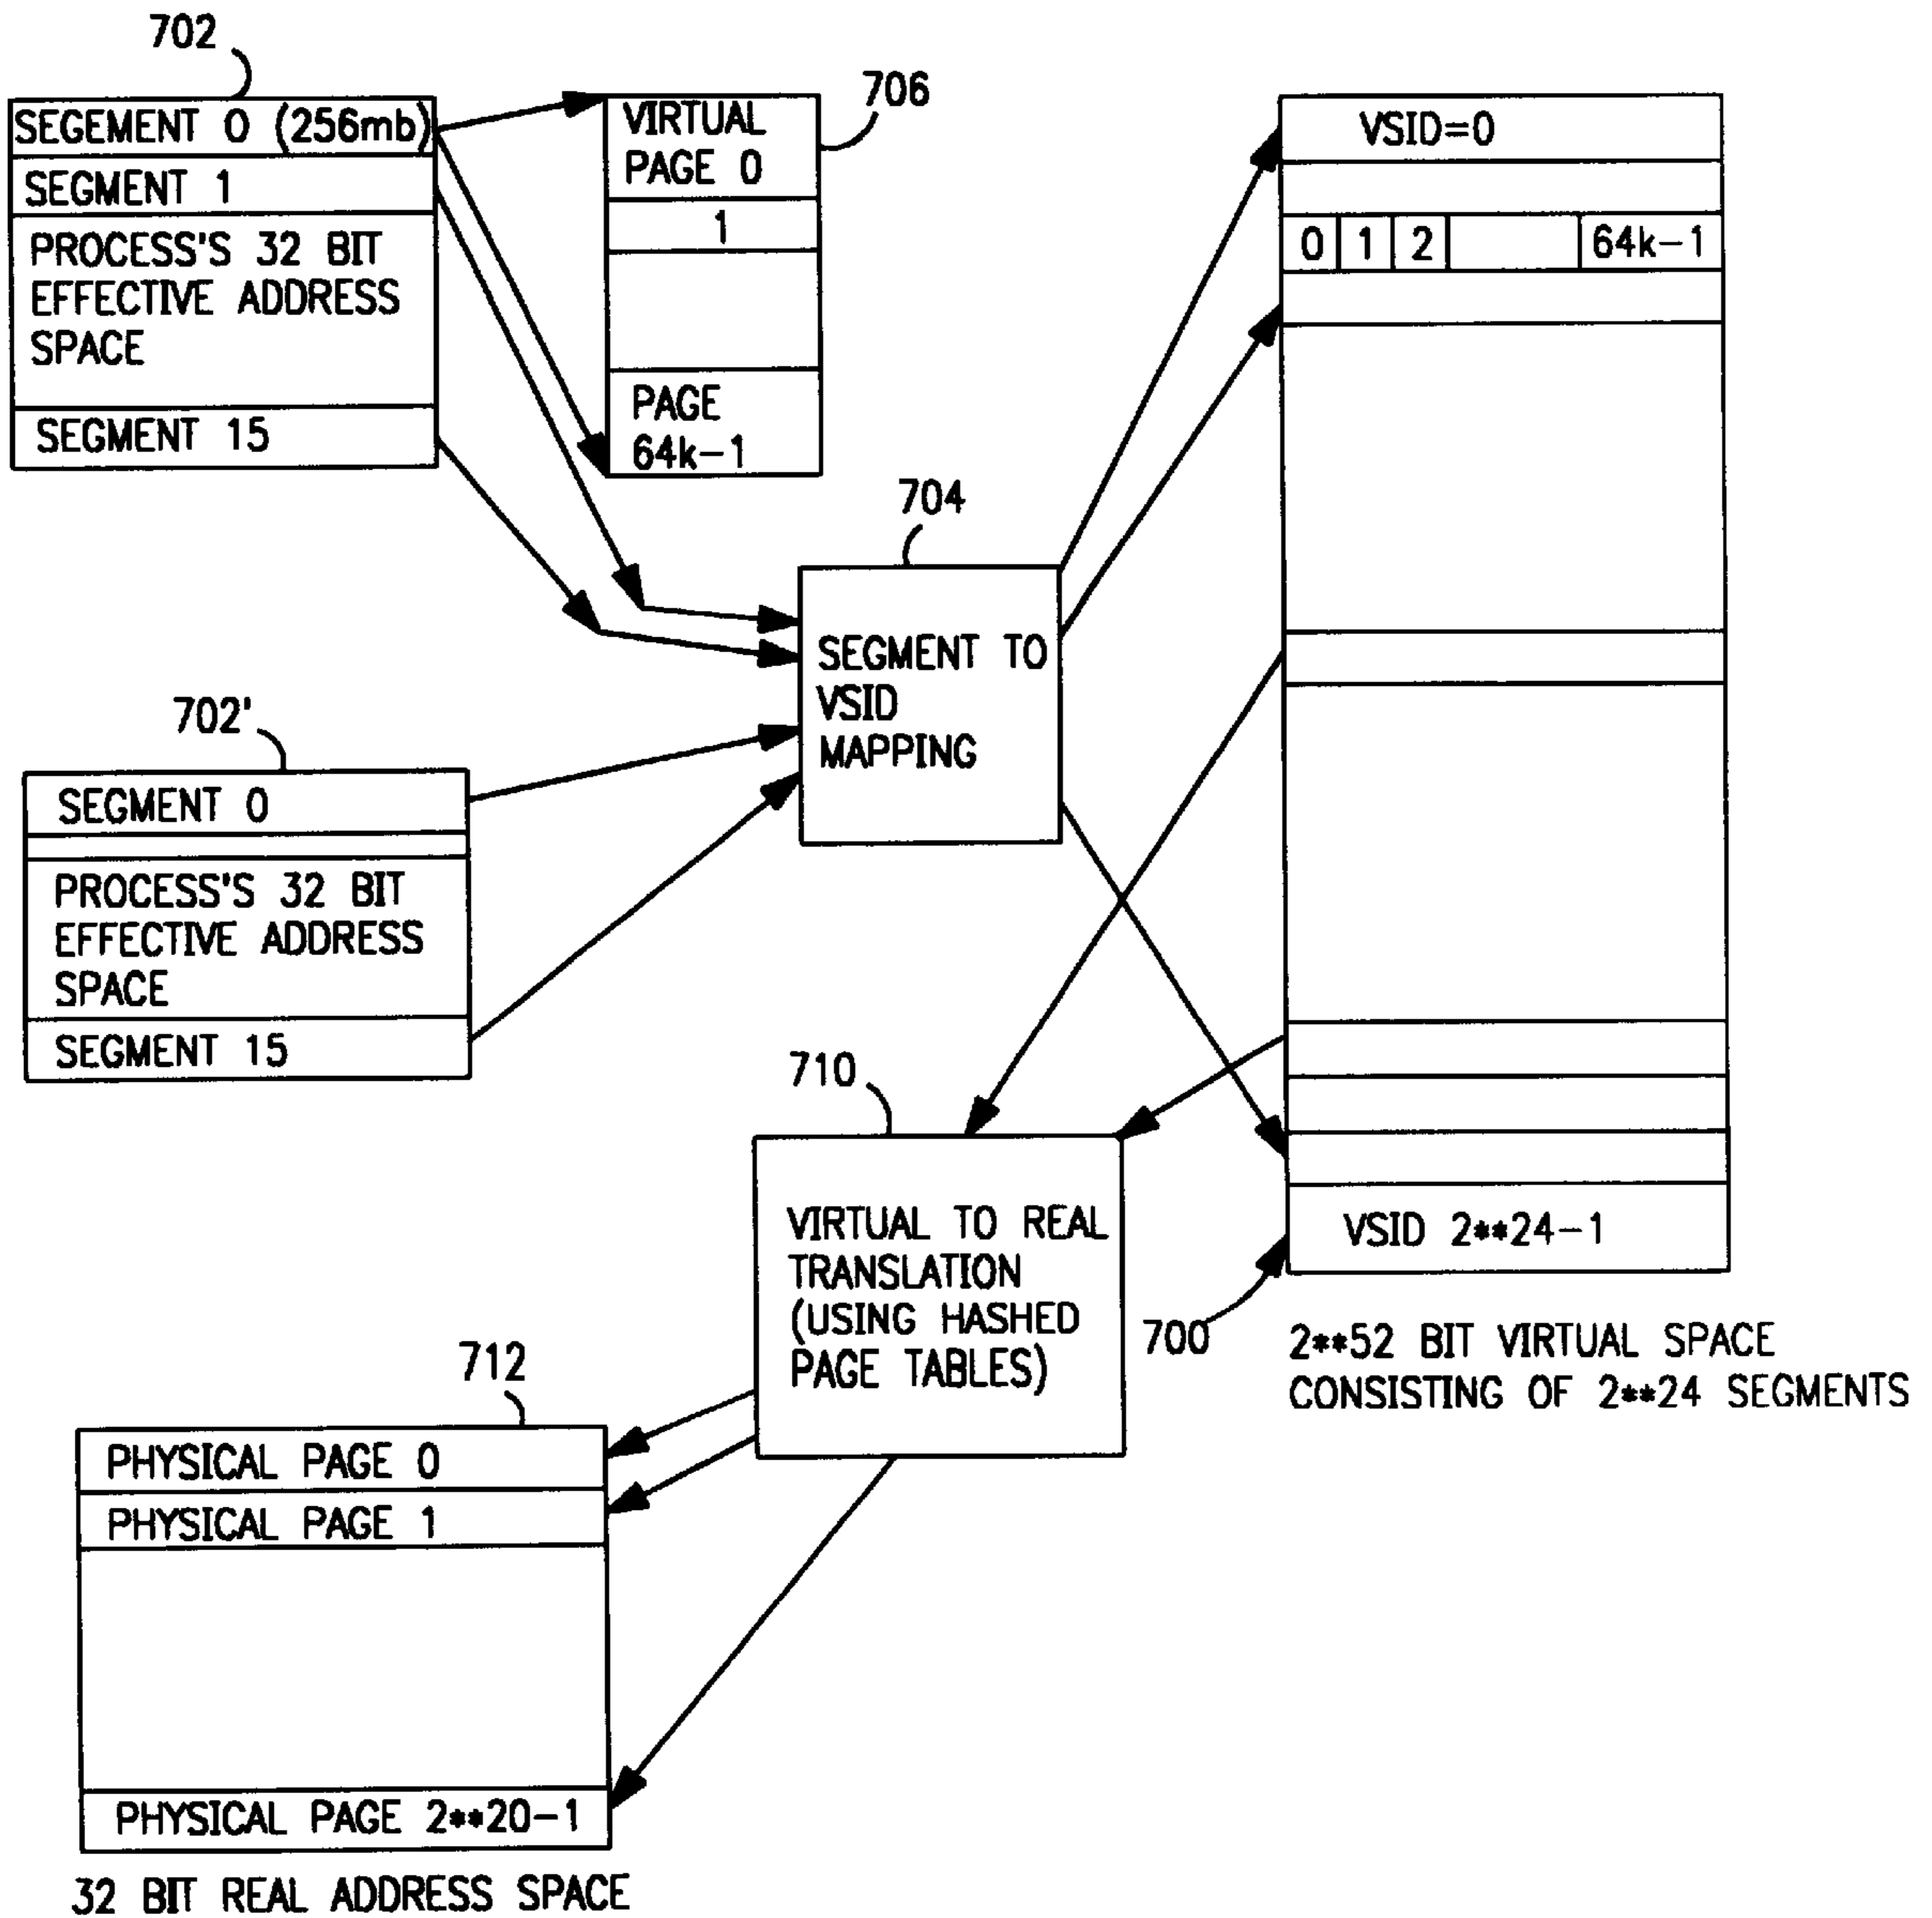 702
SEGEMENT 0 (256mb)
SEGMENT 1
PROCESS'S 32 BIT
EFFECTIVE ADDRESS
SPACE
SEGMENT 15
706
VIRTUAL
PAGE 0
1
PAGE
64k-1
VSID=0
0 1 2 64k-1
704
SEGMENT TO
VSID
MAPPING
702'
SEGMENT 0
PROCESS'S 32 BIT
EFFECTIVE ADDRESS
SPACE
SEGMENT 15
710
VIRTUAL TO REAL
TRANSLATION
(USING HASHED
PAGE TABLES)
VSID 2**24-1
700
2**52 BIT VIRTUAL SPACE
CONSISTING OF 2**24 SEGMENTS
712
PHYSICAL PAGE 0
PHYSICAL PAGE 1
PHYSICAL PAGE 2**20-1
32 BIT REAL ADDRESS SPACE